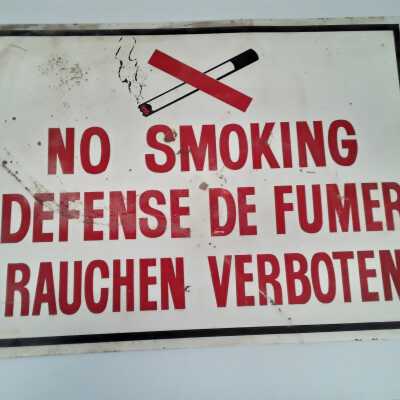 NO SMOKING
DEFENSE DE FUMER
RAUCHEN VERBOTEN